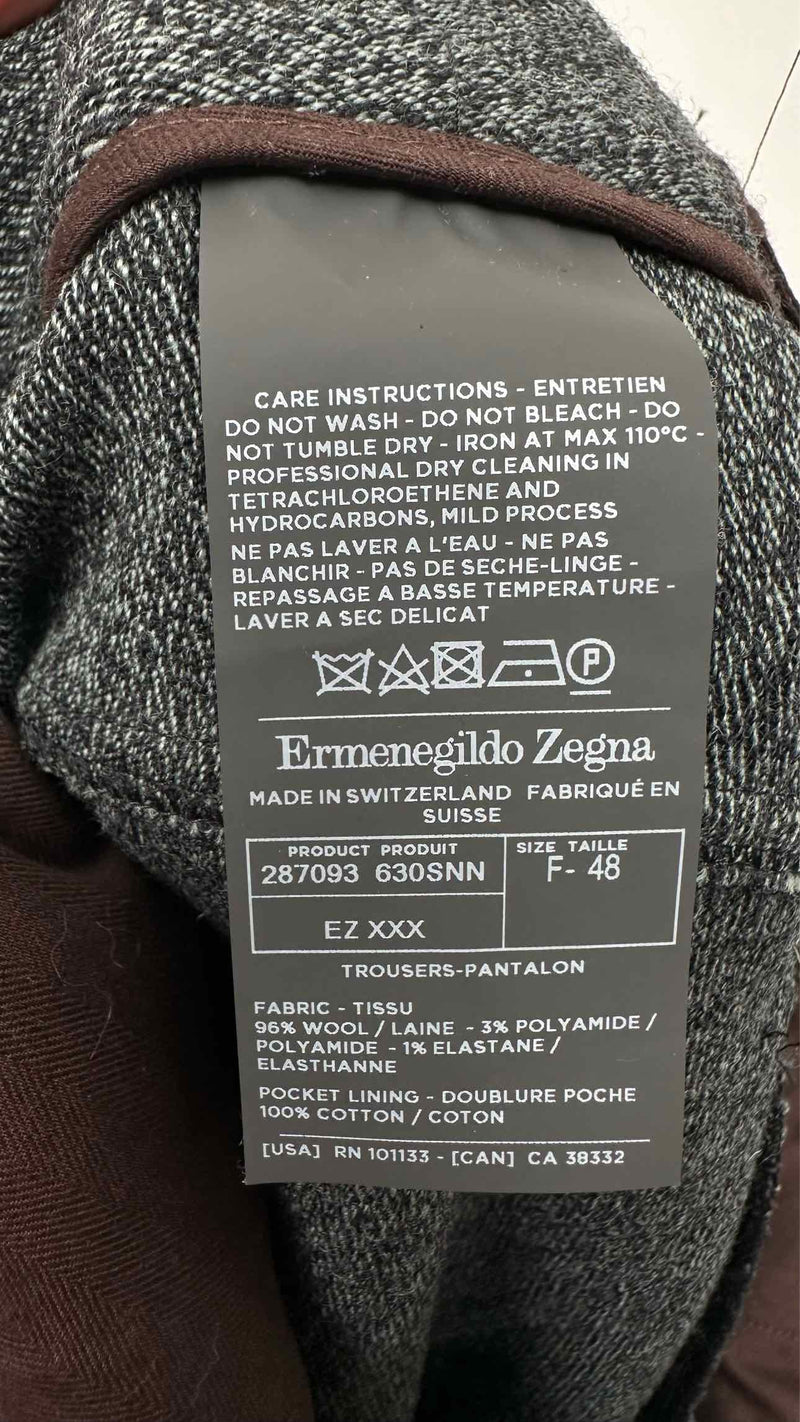 CARE INSTRUCTIONS - ENTRETIEN
DO NOT WASH - DO NOT BLEACH - DO
NOT TUMBLE DRY - IRON AT MAX 110°C -
PROFESSIONAL DRY CLEANING IN
TETRACHLOROETHENE AND
HYDROCARBONS, MILD PROCESS
NE PAS LAVER A L'EAU - NE PAS
BLANCHIR - PAS DE SECHE-LINGE -
REPASSAGE A BASSE TEMPERATURE -
LAVER A SEC DELICAT
P
Ermenegildo Zegna
MADE IN SWITZERLAND FABRIQUÉ EN
SUISSE
PRODUCT PRODUIT
287093 630SNN
EZ XXX
SIZE TAILLE
F- 48
TROUSERS-PANTALON
FABRIC - TISSU
96% WOOL / LAINE - 3% POLYAMIDE /
POLYAMIDE - 1% ELASTANE /
ELASTHANNE
POCKET LINING - DOUBLURE POCHE
100% COTTON / COTON
[USA] RN 101133 - [CAN] CA 38332